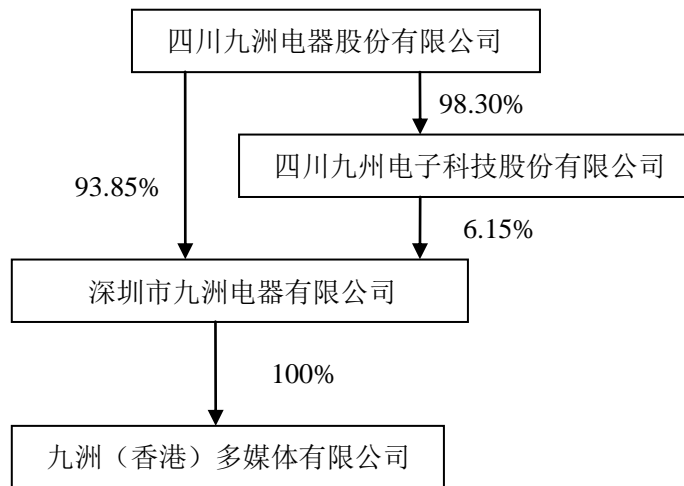 四川九洲电器股份有限公司
98.30%
四川九州电子科技股份有限公司
93.85%
6.15%
深圳市九洲电器有限公司
100%
九洲（香港）多媒体有限公司